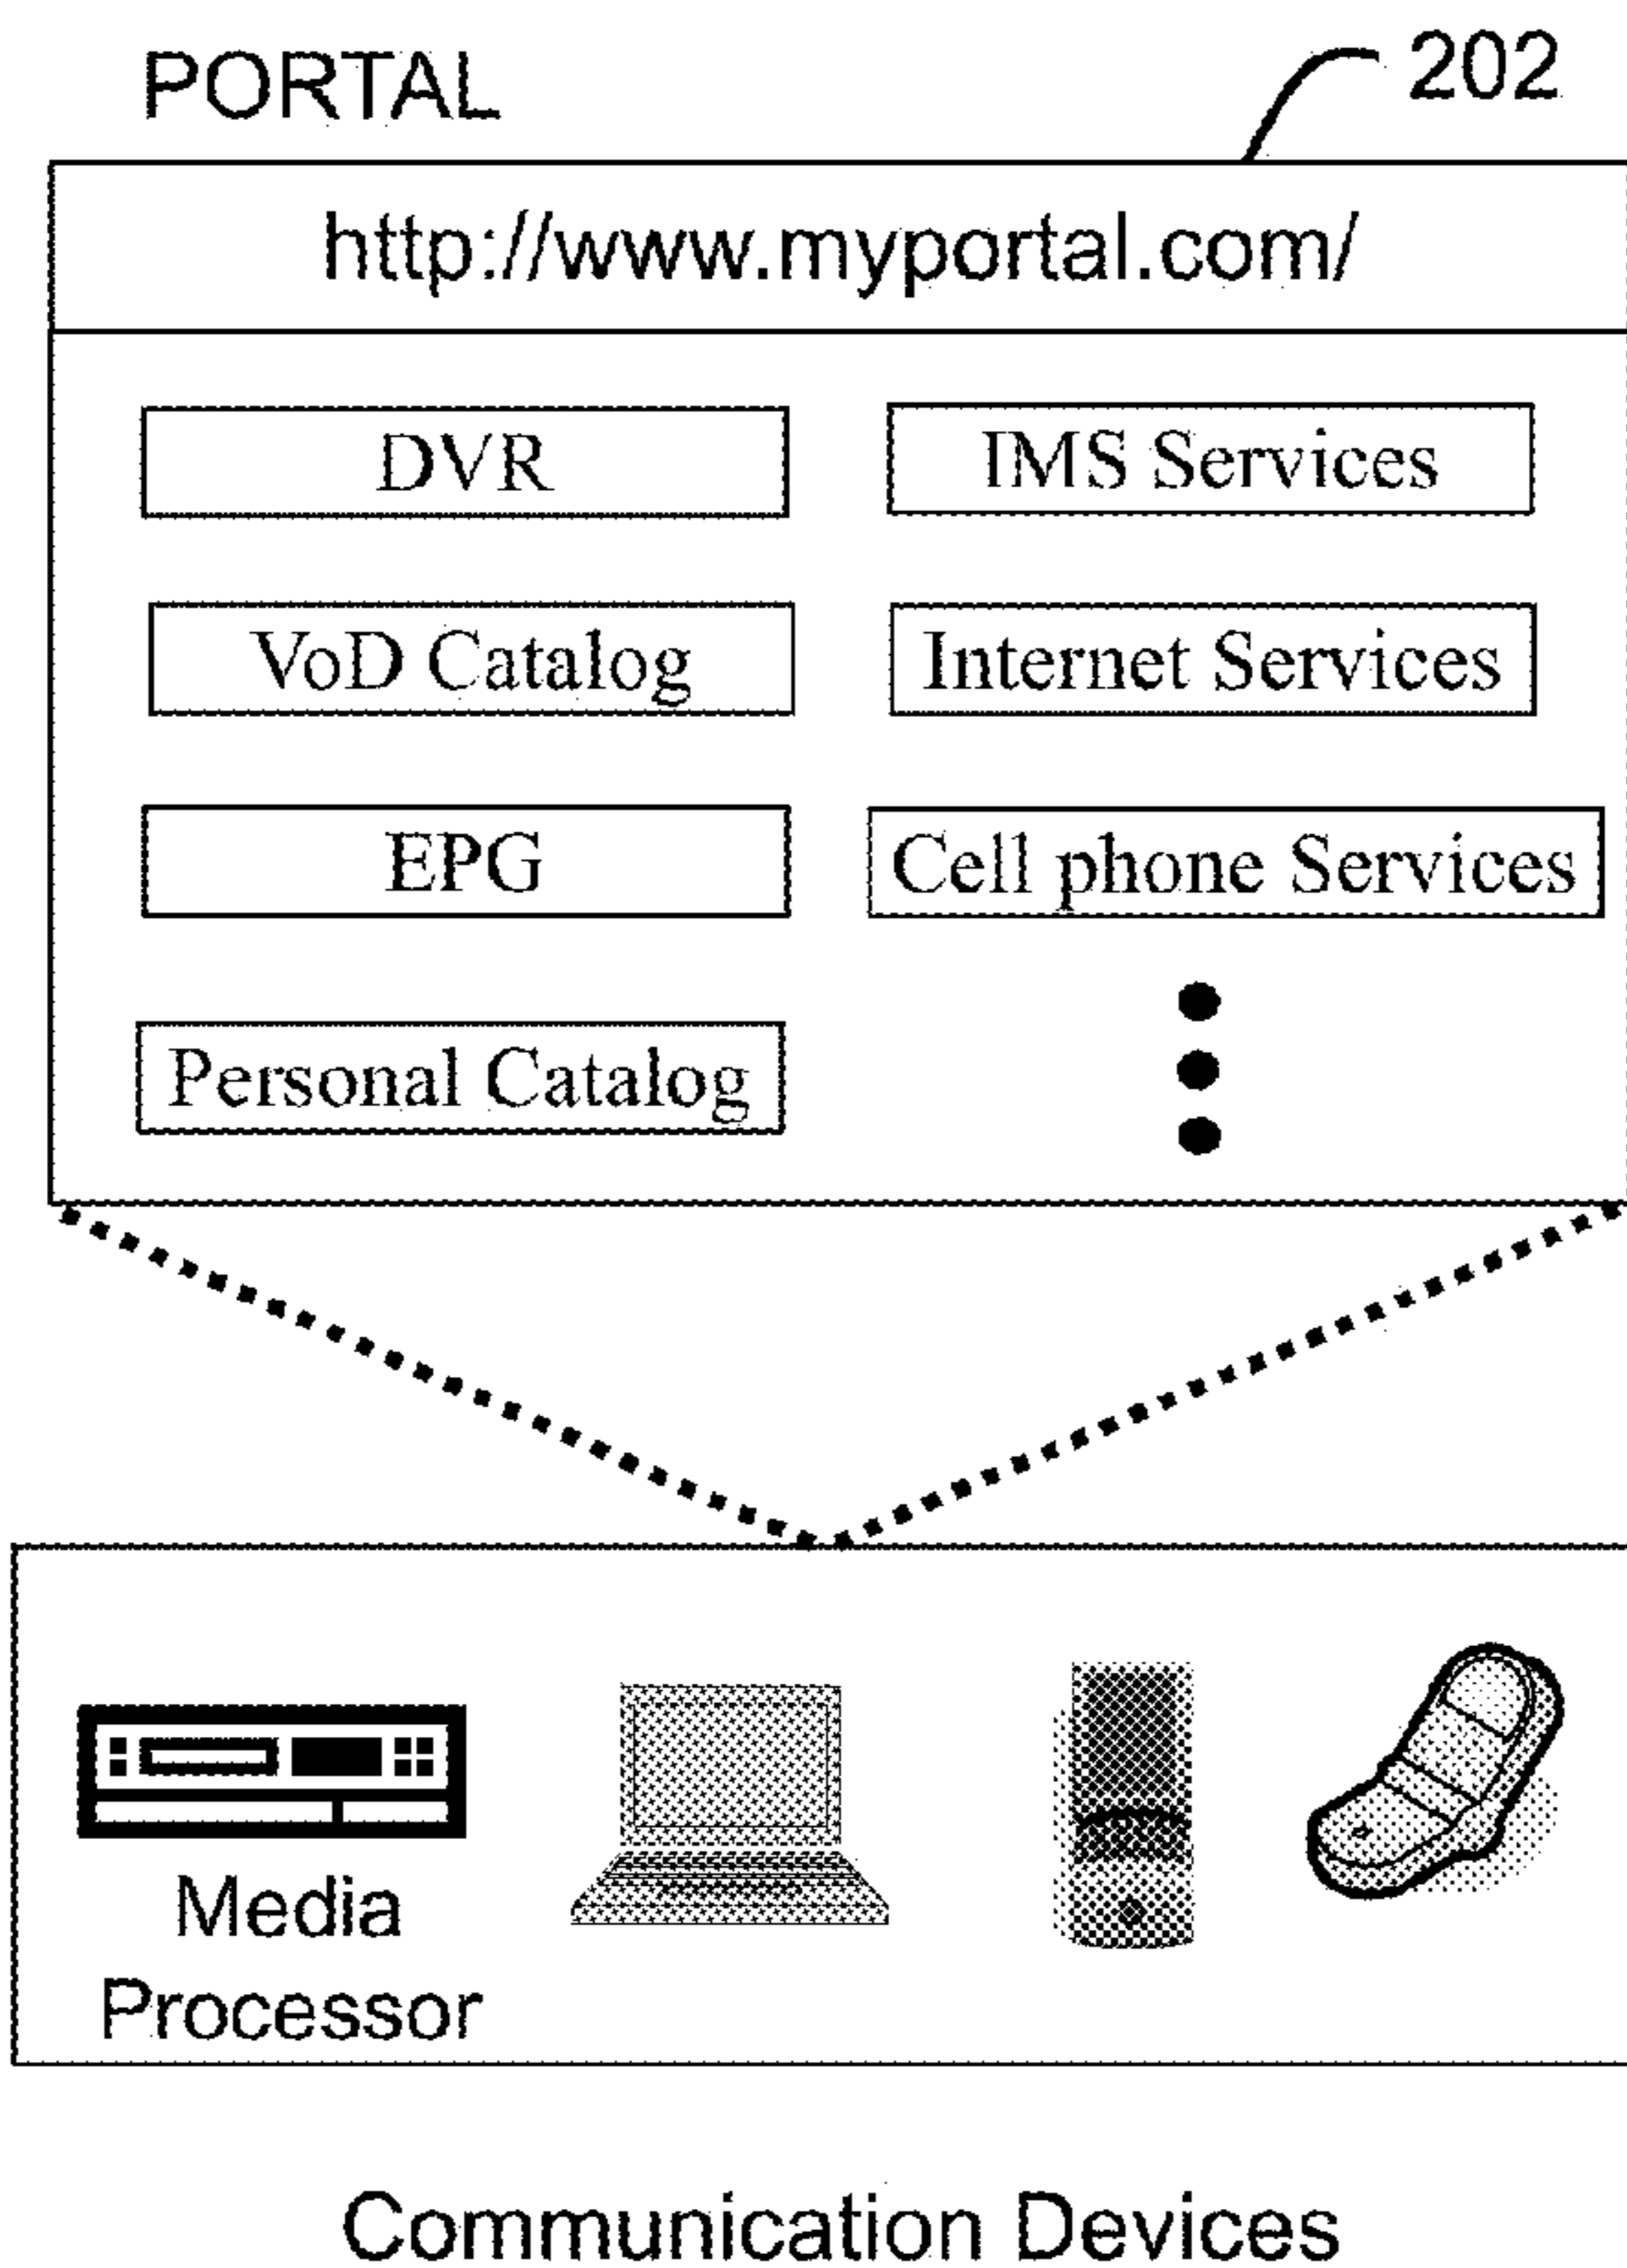 PORTAL
202
http://www.myportal.com/
DVR
IMS Services
VoD Catalog
Internet Services
EPG
Cell phone Services
Personal Catalog
Media
Processor
Communication Devices